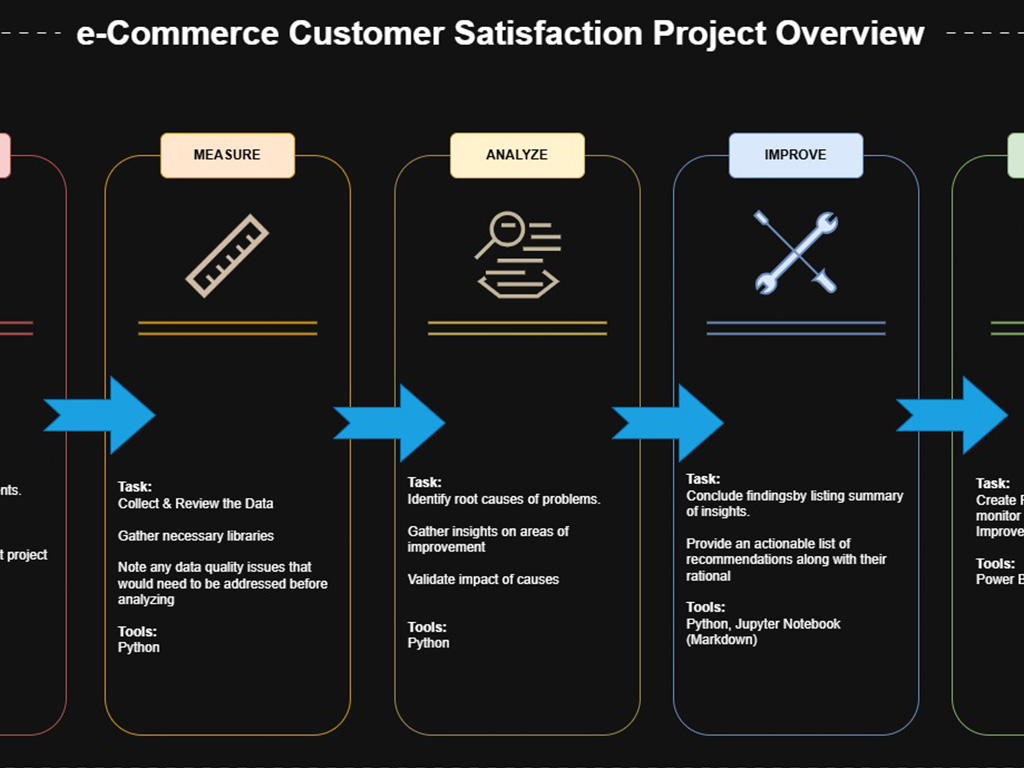 e-Commerce Customer Satisfaction Project Overview
nts.
t project
MEASURE
Task:
Collect & Review the Data
Gather necessary libraries
Note any data quality issues that
would need to be addressed before
analyzing
Tools:
Python
ANALYZE
Task:
Identify root causes of problems.
Gather insights on areas of
improvement
Validate impact of causes
Tools:
Python
IMPROVE
Task:
Conclude findingsby listing summary
of insights.
Provide an actionable list of
recommendations along with their
rational
Tools:
Python, Jupyter Notebook
(Markdown)
Task:
Create
monitor
Improve
Tools:
Power B